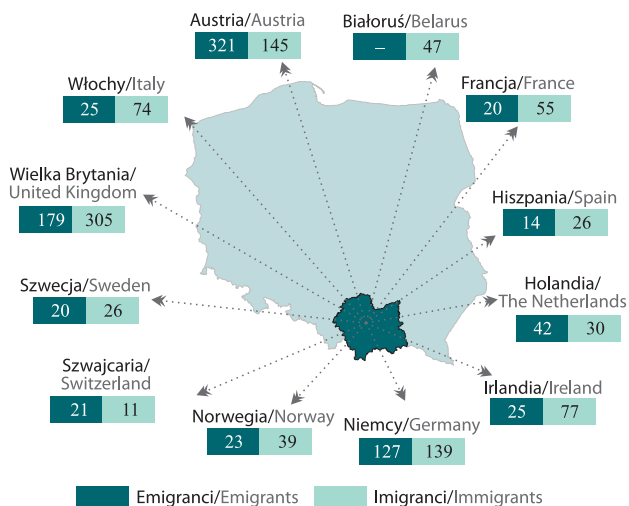 Austria/Austria
321 145
Białoruś/Belarus
– 47
Włochy/Italy
25 74
Francja/France
20 55
Wielka Brytania/
United Kingdom
179 305
Hiszpania/Spain
14 26
Szwecja/Sweden
20 26
Holandia/
The Netherlands
42 30
Szwajcaria/
Switzerland
21 11
Norwegia/Norway
23 39
Niemcy/Germany
127 139
Irlandia/Ireland
25 77
Emigranci/Emigrants
Imigranci/Immigrants